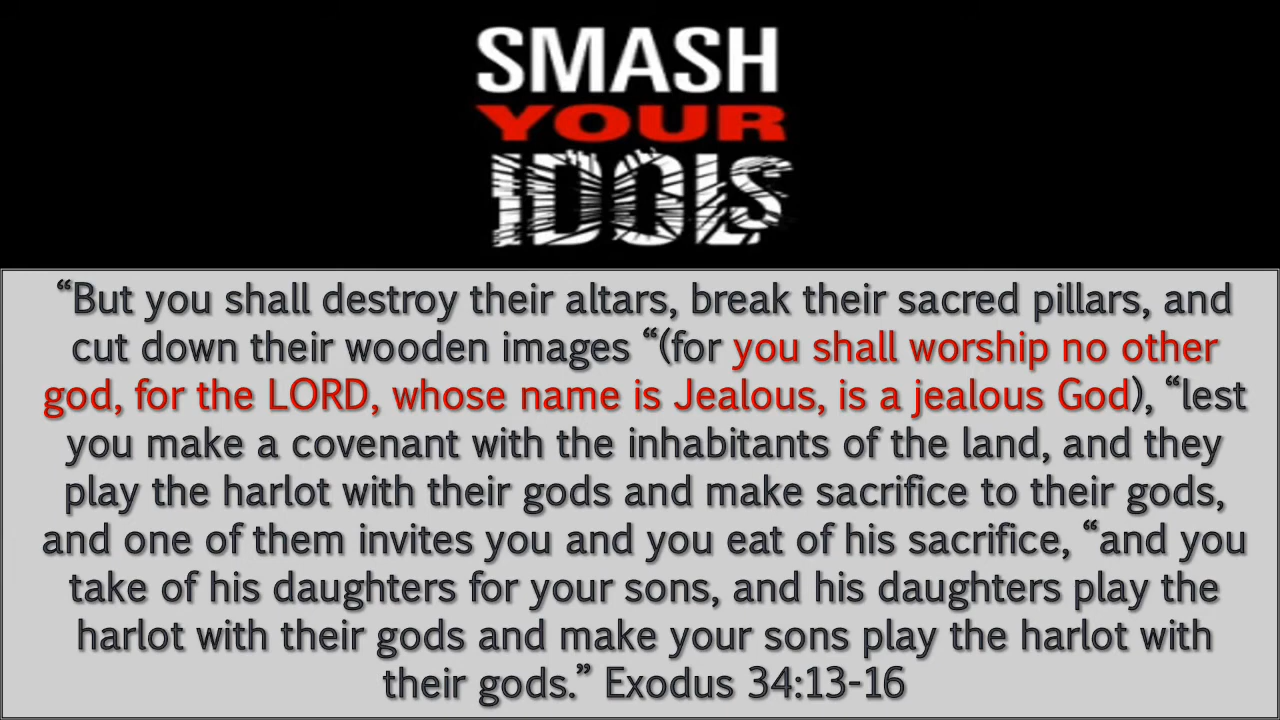 SMASH
YOUR
IDOLS
“But you shall destroy their altars, break their sacred pillars, and
cut down their wooden images “(for you shall worship no other
god, for the LORD, whose name is Jealous, is a jealous God), “lest
you make a covenant with the inhabitants of the land, and they
play the harlot with their gods and make sacrifice to their gods,
and one of them invites you and you eat of his sacrifice, “and you
take of his daughters for your sons, and his daughters play the
harlot with their gods and make your sons play the harlot with
their gods.” Exodus 34:13-16